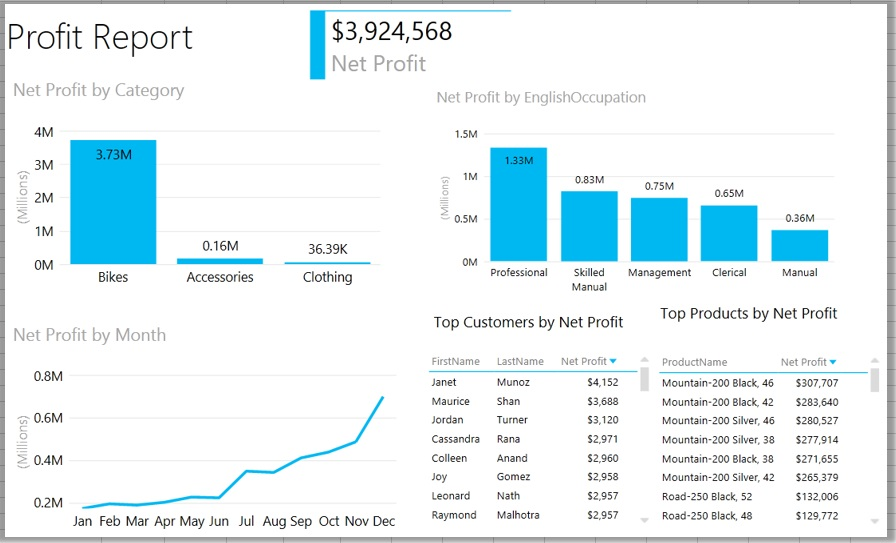 Profit Report
$3,924,568
Net Profit
Net Profit by Category
(Millions)
4M
3M
2M
1M
0M
3.73M
0.16M
36.39K
Bikes Accessories Clothing
Net Profit by EnglishOccupation
(Millions)
1.5M
1M
0.5M
0M
1.33M
0.83M
0.75M
0.65M
0.36M
Professional Skilled Manual Management Clerical Manual
Net Profit by Month
(Millions)
0.8M
0.6M
0.4M
0.2M
Jan Feb Mar Apr May Jun Jul Aug Sep Oct Nov Dec
Top Customers by Net Profit
FirstName LastName Net Profit
Janet Munoz $4,152
Maurice Shan $3,688
Jordan Turner $3,120
Cassandra Rana $2,971
Colleen Anand $2,960
Joy Gomez $2,958
Leonard Nath $2,957
Raymond Malhotra $2,957
Top Products by Net Profit
ProductName Net Profit
Mountain-200 Black, 46 $307,707
Mountain-200 Black, 42 $283,640
Mountain-200 Silver, 46 $280,527
Mountain-200 Silver, 38 $277,914
Mountain-200 Black, 38 $271,655
Mountain-200 Silver, 42 $265,379
Road-250 Black, 52 $132,006
Road-250 Black, 48 $129,772